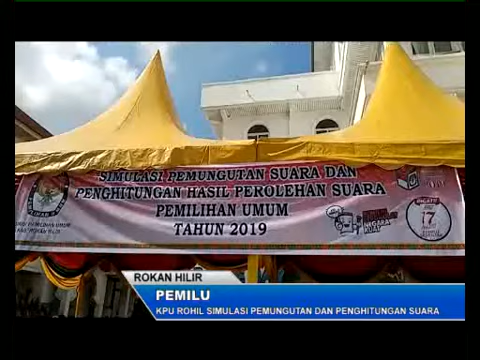 SIMULASI PEMUNGUTAN SUARA DAN
PENGHITUNGAN HASIL PEROLEHAN SUARA
PEMILIHAN UMUM
TAHUN 2019
17
ROKAN HILIR
PEMILU
KPU ROHIL SIMULASI PEMUNGUTAN DAN PENGHITUNGAN SUARA